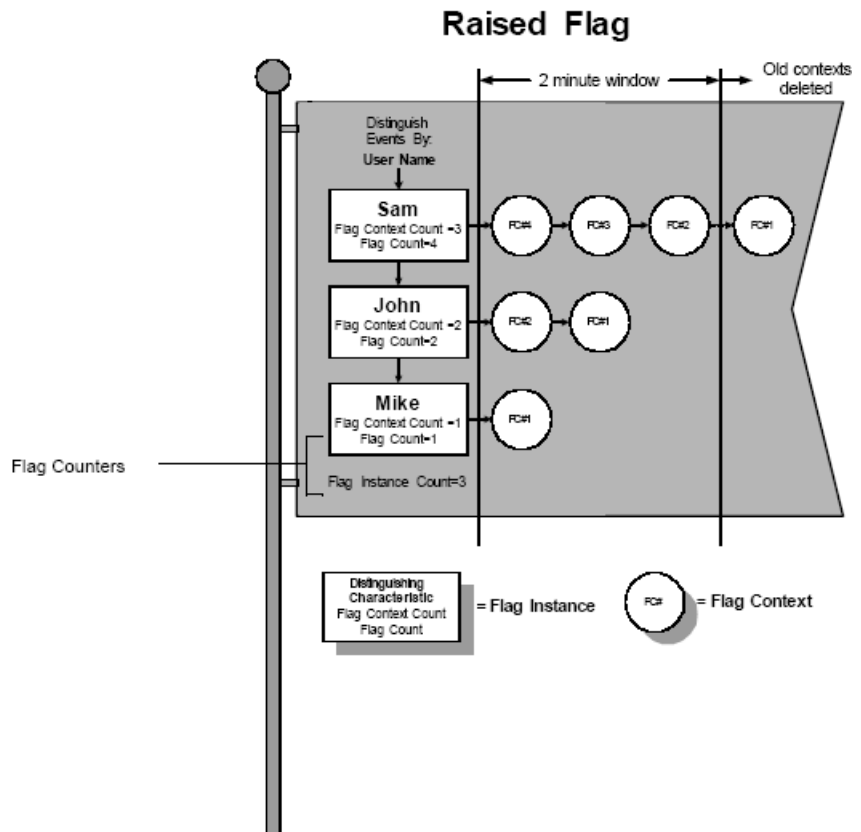 Raised Flag
2 minute window
Old contexts
deleted
Distinguish
Events By:
User Name
Sam
Flag Context Count =3
Flag Count=4
FC#4
FC#3
FC#2
FC#1
John
Flag Context Count =2
Flag Count=2
FC#2
FC#1
Mike
Flag Context Count =1
Flag Count=1
FC#1
Flag Counters
Flag Instance Count=3
Distinguishing
Characteristic
Flag Context Count
Flag Count
= Flag Instance
FC#
= Flag Context